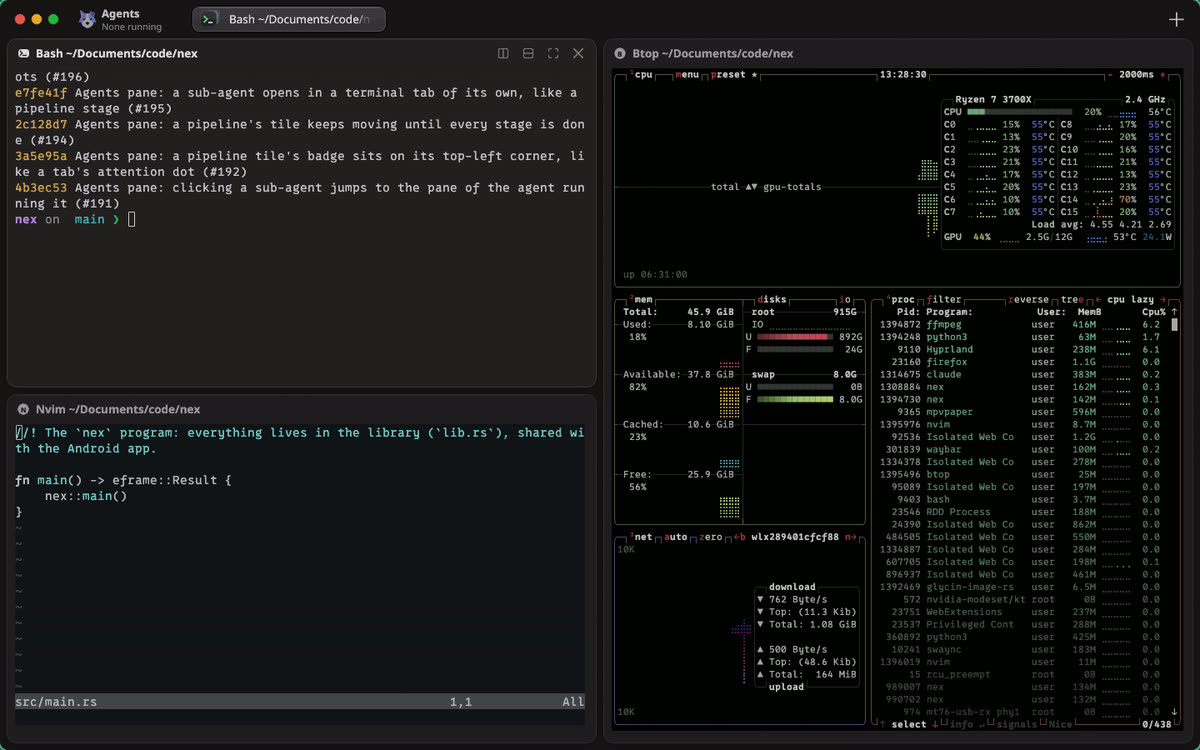 Agents
None running
Bash ~/Documents/code/n
Bash ~/Documents/code/nex
ots (#196)
e7fe41f Agents pane: a sub-agent opens in a terminal tab of its own, like a
pipeline stage (#195)
2c128d7 Agents pane: a pipeline's tile keeps moving until every stage is don
e (#194)
3a5e95a Agents pane: a pipeline tile's badge sits on its top-left corner, li
ke a tab's attention dot (#192)
4b3ec53 Agents pane: clicking a sub-agent jumps to the pane of the agent run
ning it (#191)
nex on main ❯
N Nvim ~/Documents/code/nex
//! The `nex` program: everything lives in the library (`lib.rs`), shared wi
th the Android app.
fn main() -> eframe::Result {
    nex::main()
}
~
~
~
~
~
~
~
~
~
~
~
src/main.rs 1,1 All
B Btop ~/Documents/code/nex
1cpu menu preset * 13:28:30 - 2000ms +
Ryzen 7 3700X 2.4 GHz
CPU 20% 56°C
C0 15% 55°C C8 17% 55°C
C1 13% 55°C C9 20% 55°C
C2 23% 55°C C10 16% 55°C
C3 21% 55°C C11 21% 55°C
C4 17% 55°C C12 13% 55°C
C5 20% 55°C C13 23% 55°C
C6 10% 55°C C14 70% 55°C
C7 10% 55°C C15 20% 55°C
Load avg: 4.55 4.21 2.69
GPU 44% 2.5G/12G 53°C 24.1W
total ▲▼ gpu-totals
up 06:31:00
2mem disks io
Total: 45.9 GiB
Used: 8.10 GiB
18%
Available: 37.8 GiB
82%
Cached: 10.6 GiB
23%
Free: 25.9 GiB
56%
root 915G
IO
U 892G
F 24G
swap 8.0G
U 0B
F 8.0G
3net auto zero ←b wlx289401cfcf88 n→
10K
download
▼ 762 Byte/s
▼ Top: (11.3 Kib)
▼ Total: 1.08 GiB
▲ 500 Byte/s
▲ Top: (48.6 Kib)
▲ Total: 164 MiB
upload
10K
4proc filter reverse tree ← cpu lazy →
Pid: Program: User: MemB Cpu% ↑
1394872 ffmpeg user 416M 6.2
1394248 python3 user 63M 1.7
9110 Hyprland user 238M 6.1
23160 firefox user 1.1G 0.0
1314675 claude user 383M 0.2
1308884 nex user 162M 0.3
1394730 nex user 142M 0.1
9365 mpvpaper user 596M 0.0
1395976 nvim user 8.7M 0.0
92536 Isolated Web Co user 1.2G 0.0
301839 waybar user 100M 0.2
1334378 Isolated Web Co user 278M 0.0
1395496 btop user 25M 0.0
95089 Isolated Web Co user 197M 0.0
9403 bash user 3.7M 0.0
23546 RDD Process user 188M 0.0
24390 Isolated Web Co user 862M 0.0
484505 Isolated Web Co user 550M 0.0
1334887 Isolated Web Co user 284M 0.0
607705 Isolated Web Co user 198M 0.1
896937 Isolated Web Co user 461M 0.0
1392469 glycin-image-rs user 6.5M 0.0
572 nvidia-modeset/kt root 0B 0.0
23751 WebExtensions user 237M 0.0
23537 Privileged Cont user 288M 0.0
360892 python3 user 425M 0.0
10241 swaync user 183M 0.0
1396019 nvim user 11M 0.0
15 rcu_preempt root 0B 0.0
989007 nex user 134M 0.0
990702 nex user 132M 0.0
974 mt76-usb-rx phy1 root 0B 0.0 ↓
↑ select ↓ info ↵ signals Nice 0/438